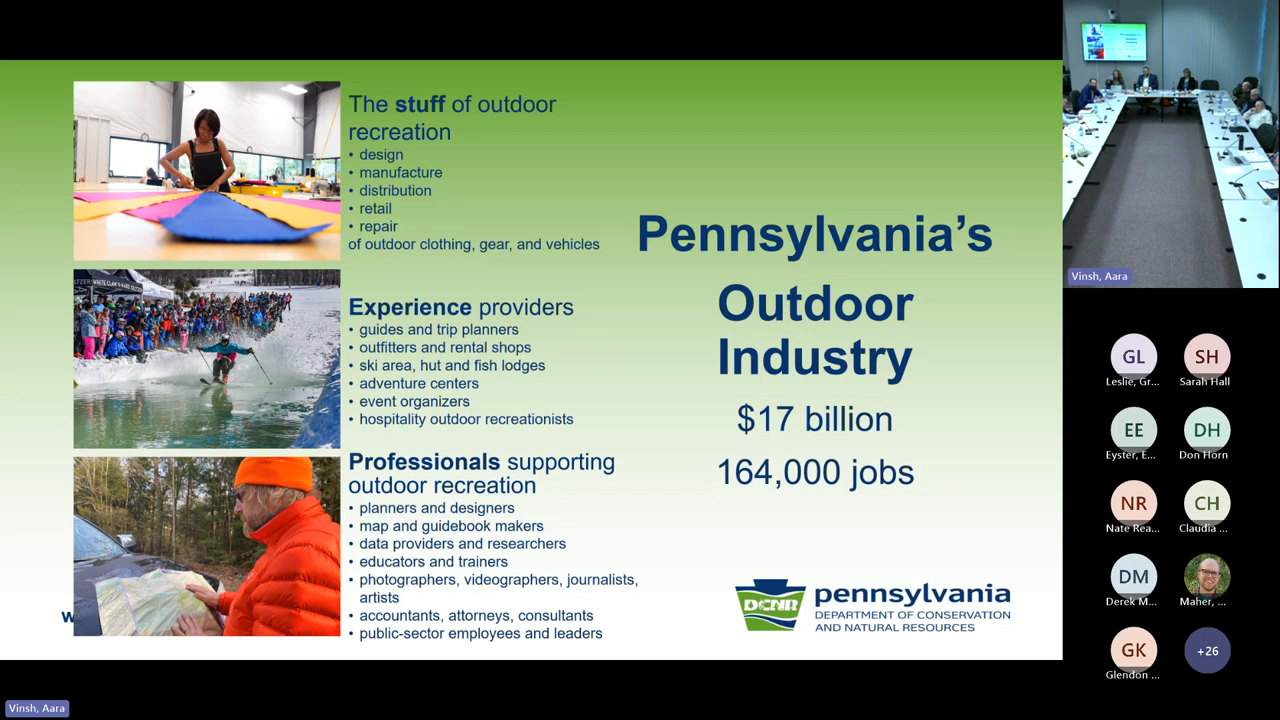 The stuff of outdoor
recreation
• design
• manufacture
• distribution
• retail
• repair
of outdoor clothing, gear, and vehicles
Experience providers
• guides and trip planners
• outfitters and rental shops
• ski area, hut and fish lodges
• adventure centers
• event organizers
• hospitality outdoor recreationists
Professionals supporting
outdoor recreation
• planners and designers
• map and guidebook makers
• data providers and researchers
• educators and trainers
• photographers, videographers, journalists,
artists
• accountants, attorneys, consultants
• public-sector employees and leaders
Pennsylvania's
Outdoor
Industry
$17 billion
164,000 jobs
DCNR
pennsylvania
DEPARTMENT OF CONSERVATION
AND NATURAL RESOURCES
Vinsh, Aara
GL
Leslie, Gr...
SH
Sarah Hall
EE
Eyster, E...
DH
Don Horn
NR
Nate Rea...
CH
Claudia ...
DM
Derek M...
Maher, ...
GK
Glendon ...
+26
Vinsh, Aara